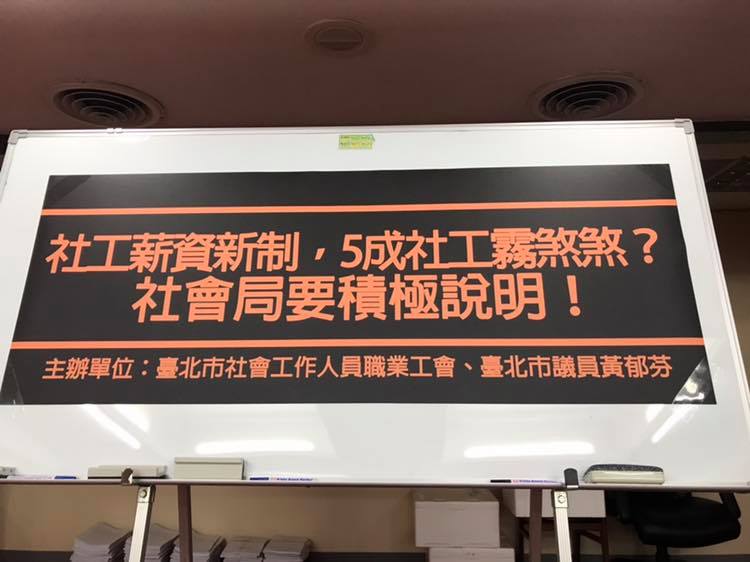 社工薪資新制，5成社工霧煞煞？
社會局要積極說明！
主辦單位：臺北市社會工作人員職業工會、臺北市議員黃郁芬